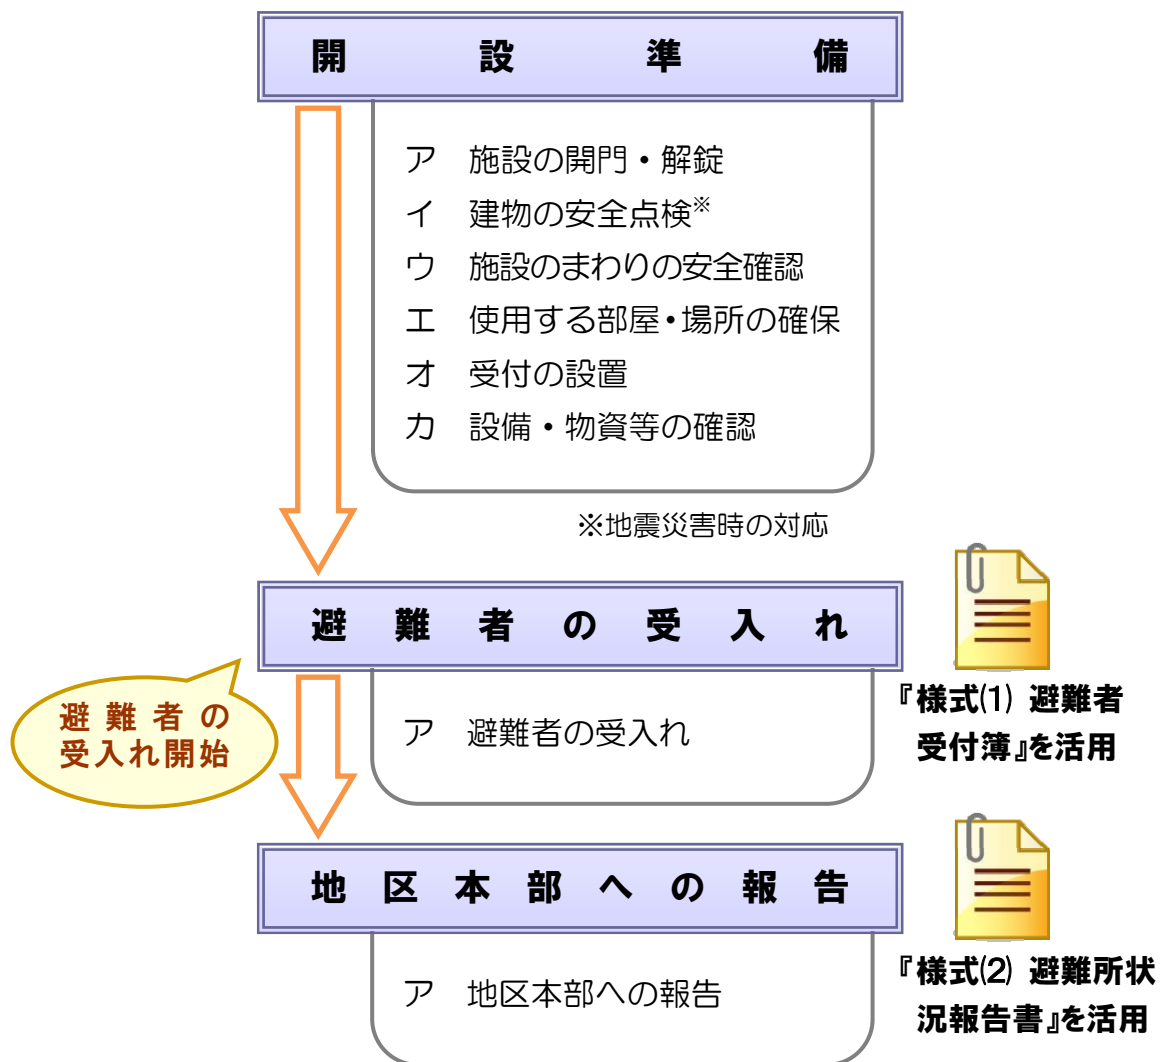 開設準備
ア 施設の開門・解錠
イ 建物の安全点検※
ウ 施設のまわりの安全確認
エ 使用する部屋・場所の確保
オ 受付の設置
カ 設備・物資等の確認
※地震災害時の対応
避難者の受入れ
避難者の
受入れ開始
ア 避難者の受入れ
『様式⑴ 避難者
受付簿』を活用
地区本部への報告
ア 地区本部への報告
『様式⑵ 避難所状
況報告書』を活用